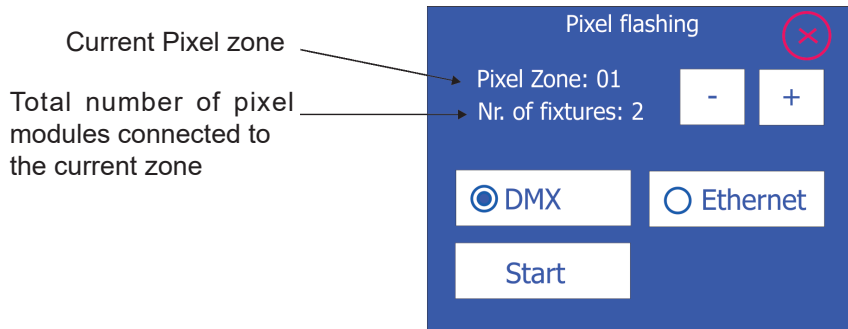 Pixel flashing
Current Pixel zone
Pixel Zone: 01
Total number of pixel
modules connected to
the current zone
Nr. of fixtures: 2
-
+
DMX
Ethernet
Start